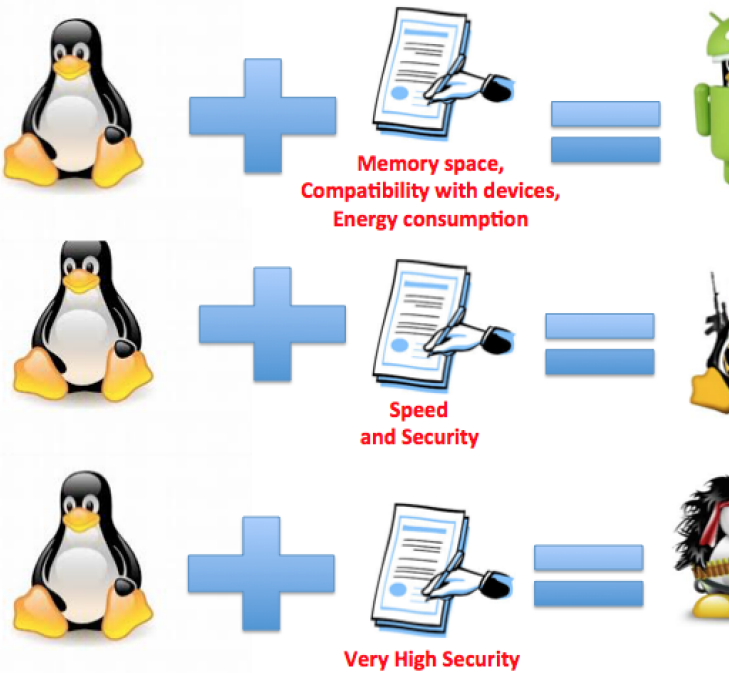 Memory space,
Compatibility with devices,
Energy consumption
Speed
and Security
Very High Security